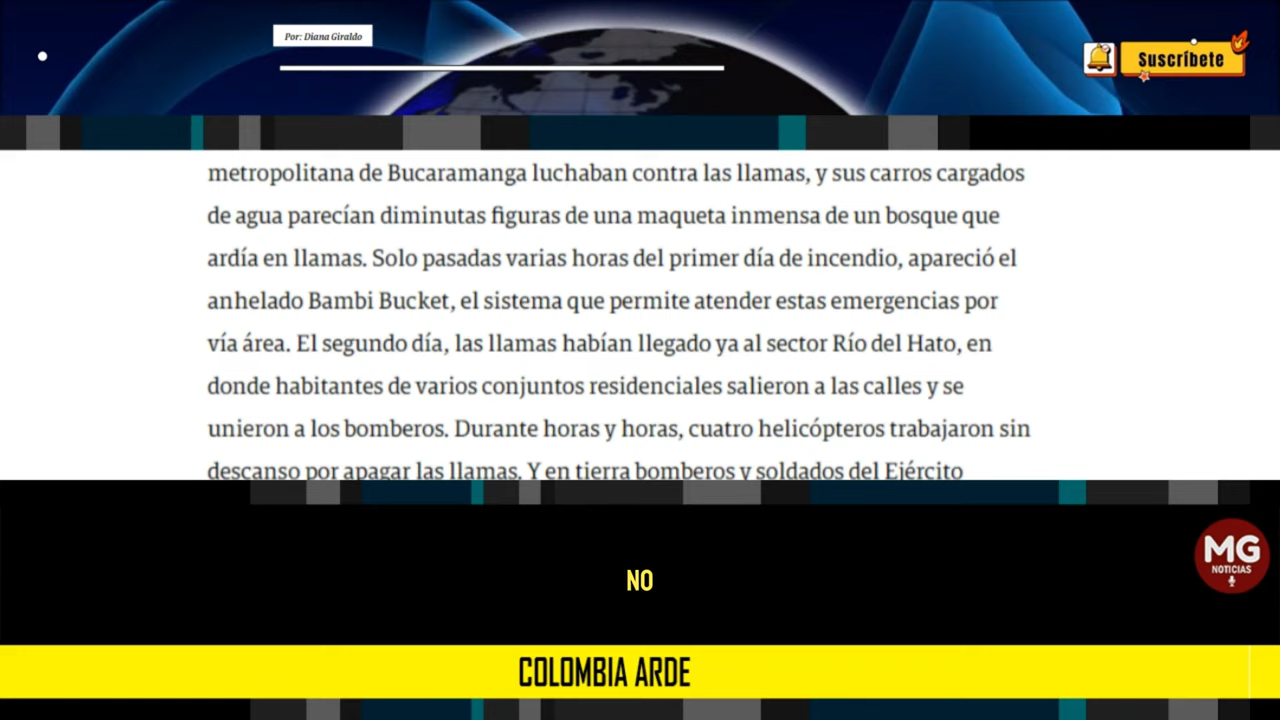 Por: Diana Giraldo
Suscríbete
metropolitana de Bucaramanga luchaban contra las llamas, y sus carros cargados
de agua parecían diminutas figuras de una maqueta inmensa de un bosque que
ardía en llamas. Solo pasadas varias horas del primer día de incendio, apareció el
anhelado Bambi Bucket, el sistema que permite atender estas emergencias por
vía área. El segundo día, las llamas habían llegado ya al sector Río del Hato, en
donde habitantes de varios conjuntos residenciales salieron a las calles y se
unieron a los bomberos. Durante horas y horas, cuatro helicópteros trabajaron sin
descanso por apagar las llamas. Y en tierra bomberos y soldados del Ejército
MG
NOTICIAS
NO
COLOMBIA ARDE